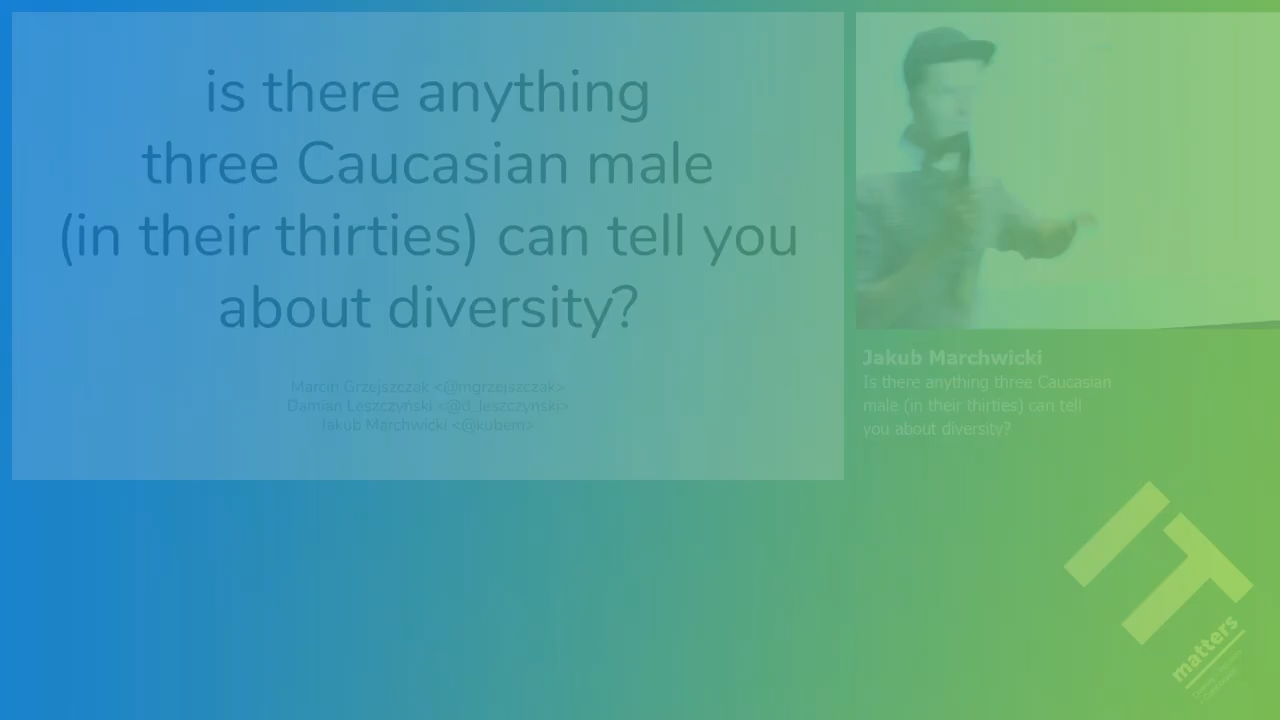 is there anything
three Caucasian male
(in their thirties) can tell you
about diversity?
Marcin Grzejszczak <@mgrzejszczak>
Damian Leszczyński <@d_leszczynski>
Jakub Marchwicki <@kubem>
Jakub Marchwicki
Is there anything three Caucasian
male (in their thirties) can tell
you about diversity?
IT
matters